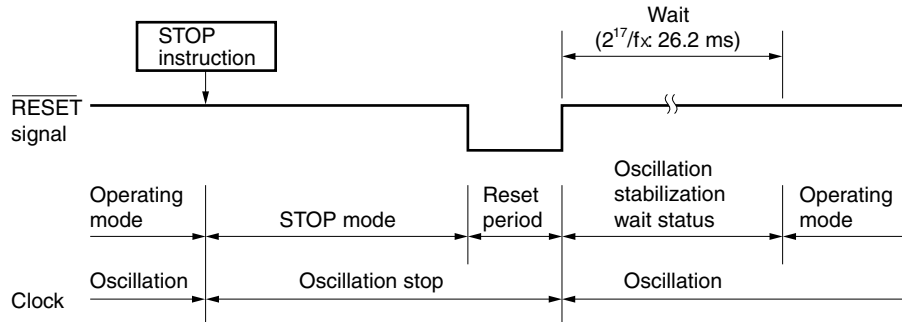 Wait
(2¹⁷/fx: 26.2 ms)
STOP
instruction
RESET
signal
Operating
mode
STOP mode
Reset
period
Oscillation
stabilization
wait status
Operating
mode
Clock
Oscillation
Oscillation stop
Oscillation